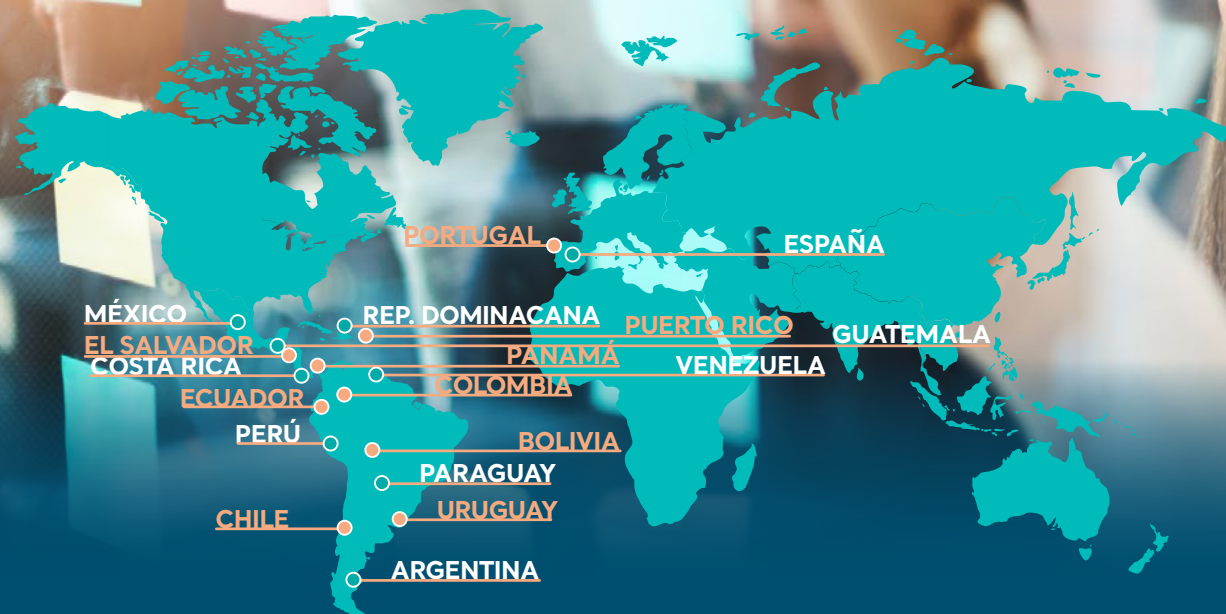 PORTUGAL
ESPAÑA
MÉXICO
REP. DOMINACANA
PUERTO RICO
GUATEMALA
EL SALVADOR
PANAMÁ
COSTA RICA
VENEZUELA
COLOMBIA
ECUADOR
PERÚ
BOLIVIA
PARAGUAY
URUGUAY
CHILE
ARGENTINA